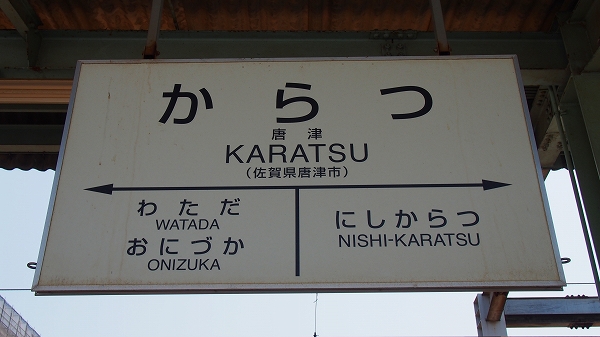 からつ
唐津
KARATSU
（佐賀県唐津市）
わただ
WATADA
おにづか
ONIZUKA
にしからつ
NISHI-KARATSU